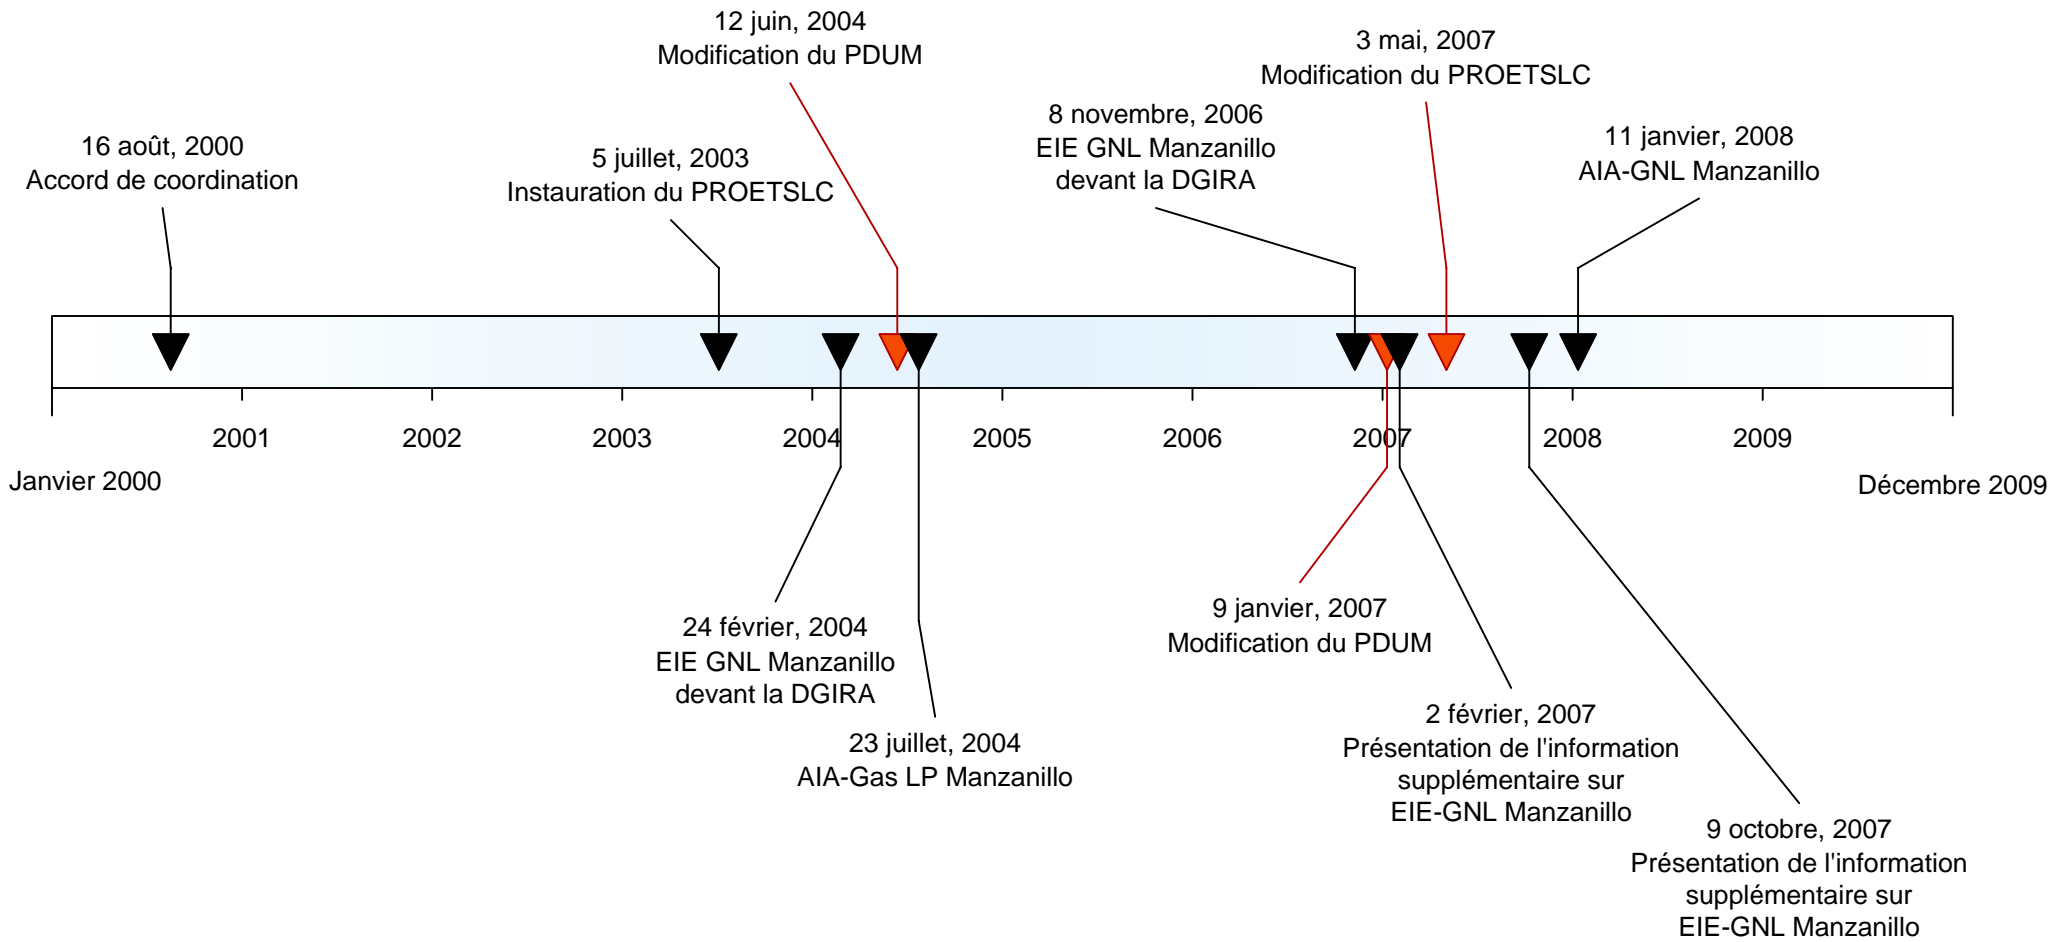 12 juin, 2004
Modification du PDUM
3 mai, 2007
Modification du PROETSLC
8 novembre, 2006
EIE GNL Manzanillo
devant la DGIRA
11 janvier, 2008
AIA-GNL Manzanillo
16 août, 2000
Accord de coordination
5 juillet, 2003
Instauration du PROETSLC
2001
2002
2003
2004
2005
2006
2007
2008
2009
Janvier 2000
Décembre 2009
24 février, 2004
EIE GNL Manzanillo
devant la DGIRA
23 juillet, 2004
AIA-Gas LP Manzanillo
9 janvier, 2007
Modification du PDUM
2 février, 2007
Présentation de l'information
supplémentaire sur
EIE-GNL Manzanillo
9 octobre, 2007
Présentation de l'information
supplémentaire sur
EIE-GNL Manzanillo